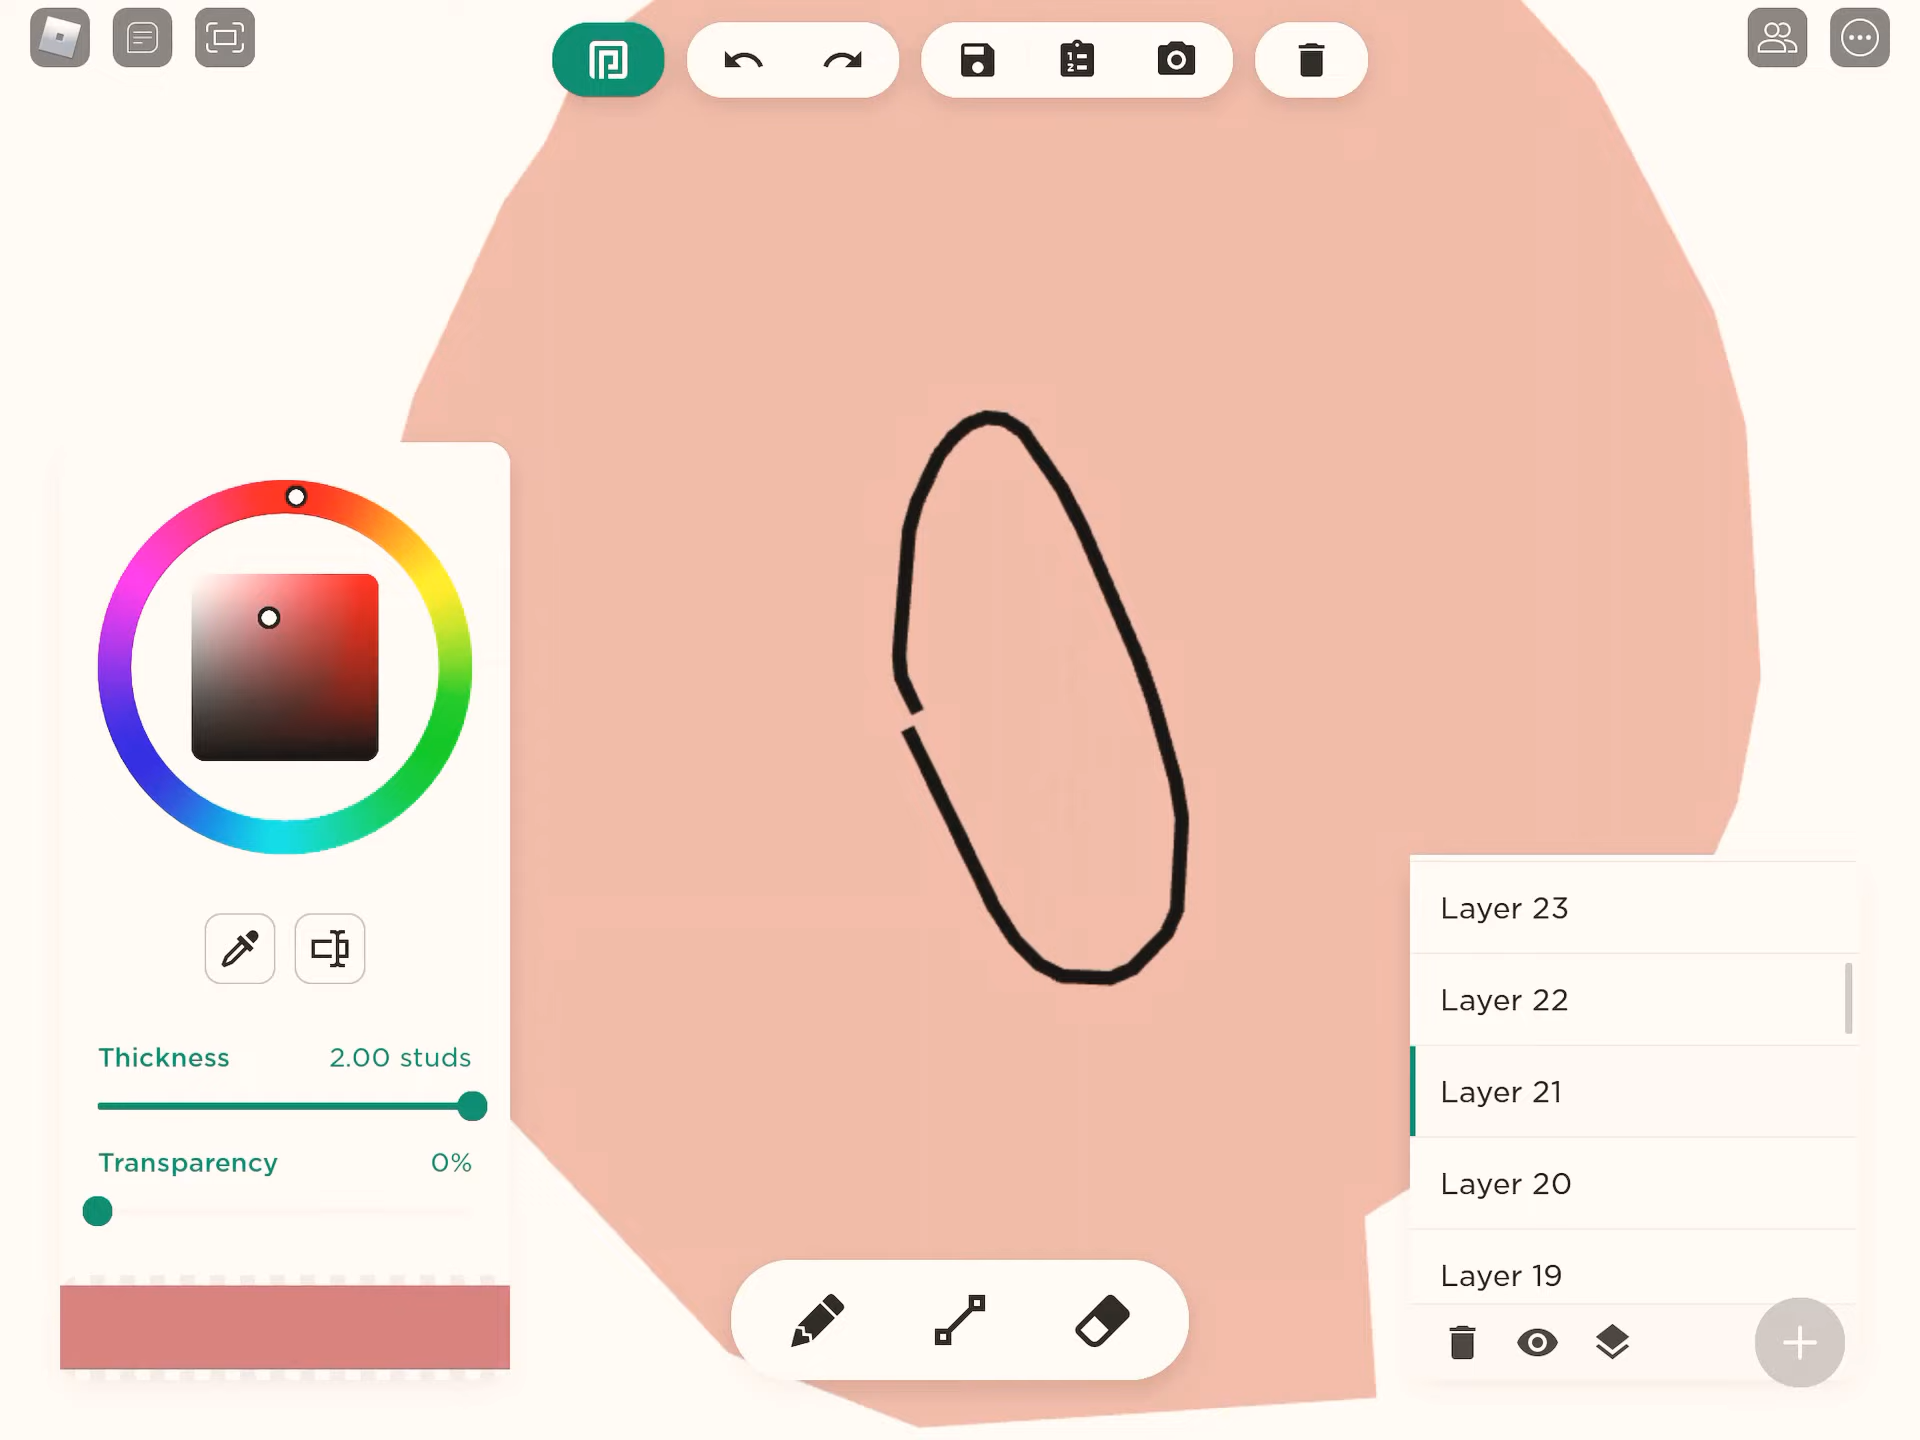 Thickness 2.00 studs
Transparency 0%
Layer 23
Layer 22
Layer 21
Layer 20
Layer 19